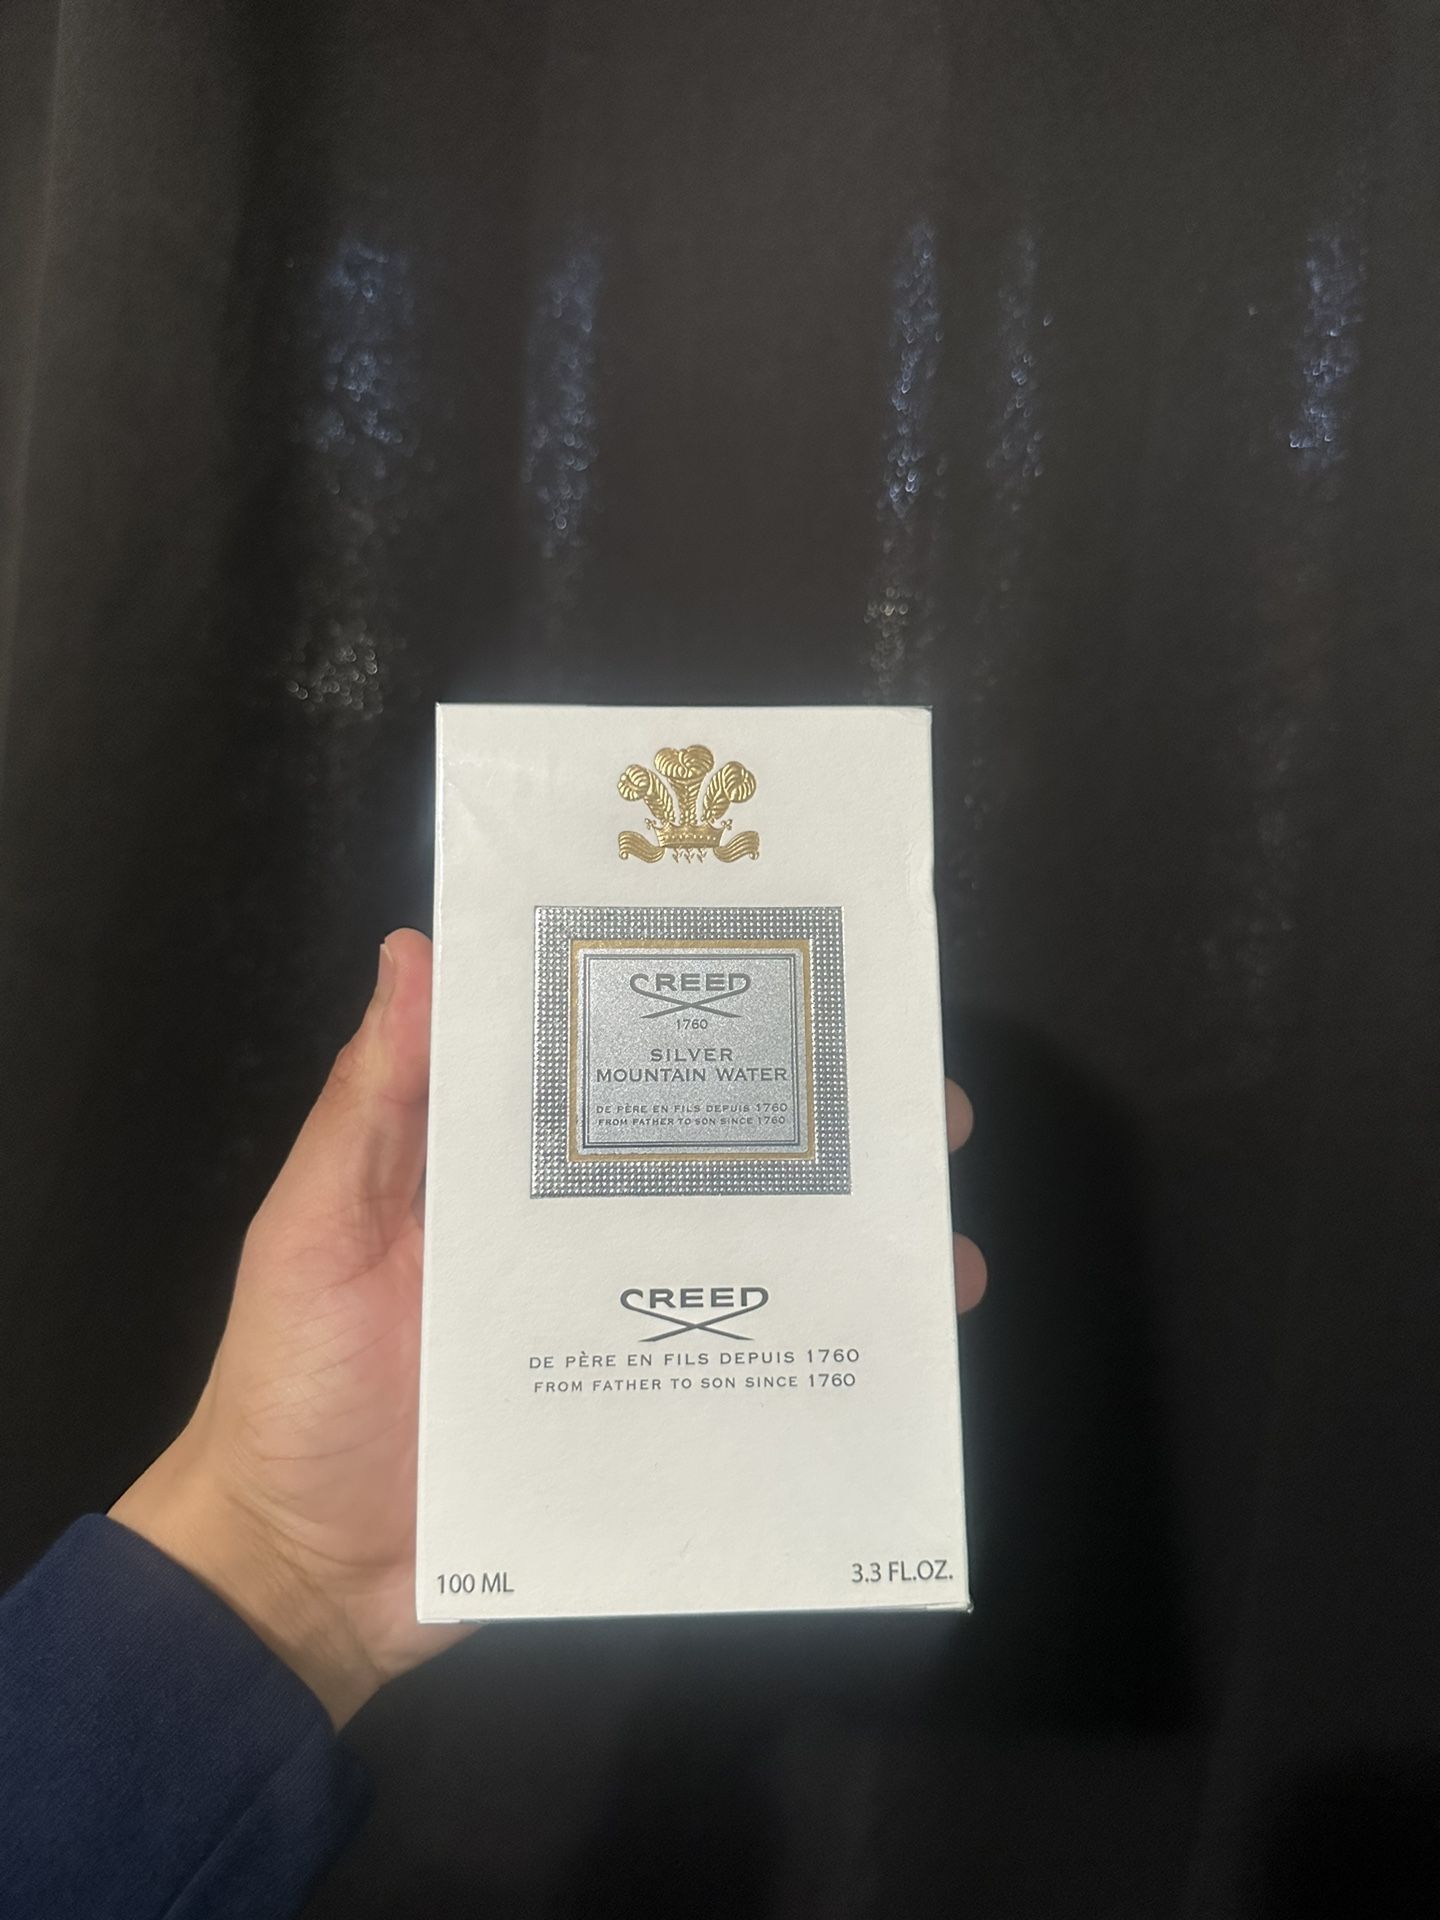 CREED
1760
SILVER
MOUNTAIN WATER
DE PÈRE EN FILS DEPUIS 1760
FROM FATHER TO SON SINCE 1760
CREED
DE PÈRE EN FILS DEPUIS 1760
FROM FATHER TO SON SINCE 1760
100 ML
3.3 FL.OZ.